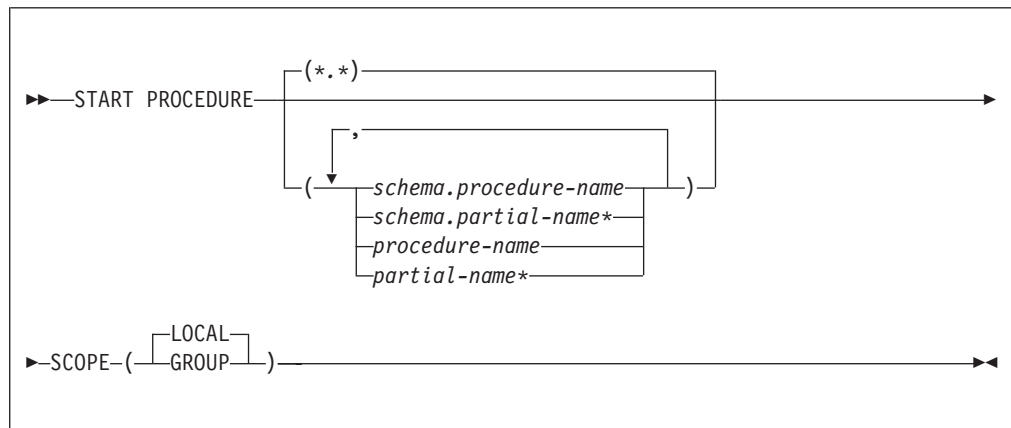 (*.*)
START PROCEDURE
,
( schema.procedure-name )
schema.partial-name*
procedure-name
partial-name*
LOCAL
SCOPE ( GROUP )